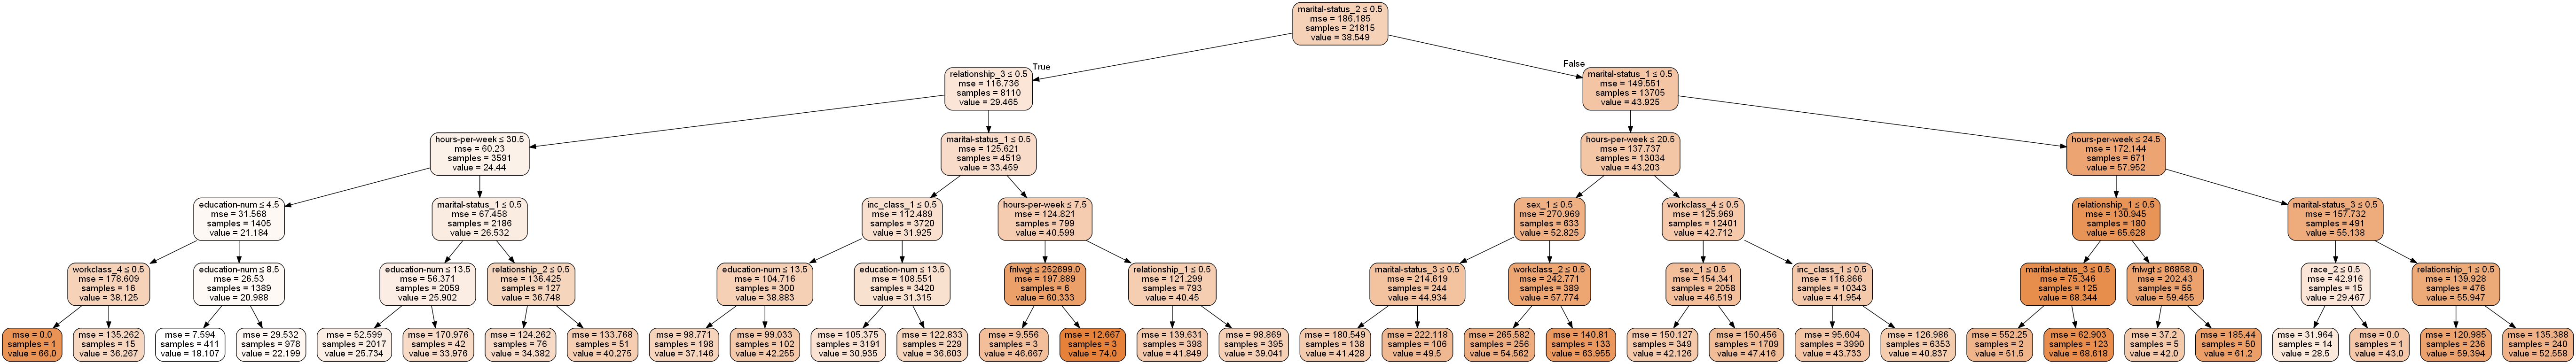 marital-status_2 ≤ 0.5
mse = 186.185
samples = 21815
value = 38.549
True
False
relationship_3 ≤ 0.5
mse = 116.736
samples = 8110
value = 29.465
marital-status_1 ≤ 0.5
mse = 149.551
samples = 13705
value = 43.925
hours-per-week ≤ 30.5
mse = 60.23
samples = 3591
value = 24.44
marital-status_1 ≤ 0.5
mse = 125.621
samples = 4519
value = 33.459
hours-per-week ≤ 20.5
mse = 137.737
samples = 13034
value = 43.203
hours-per-week ≤ 24.5
mse = 172.144
samples = 671
value = 57.952
education-num ≤ 4.5
mse = 31.568
samples = 1405
value = 21.184
marital-status_1 ≤ 0.5
mse = 67.458
samples = 2186
value = 26.532
inc_class_1 ≤ 0.5
mse = 112.489
samples = 3720
value = 31.925
hours-per-week ≤ 7.5
mse = 124.821
samples = 799
value = 40.599
sex_1 ≤ 0.5
mse = 270.969
samples = 633
value = 52.825
workclass_4 ≤ 0.5
mse = 125.969
samples = 12401
value = 42.712
relationship_1 ≤ 0.5
mse = 130.945
samples = 180
value = 65.628
marital-status_3 ≤ 0.5
mse = 157.732
samples = 491
value = 55.138
workclass_4 ≤ 0.5
mse = 178.609
samples = 16
value = 38.125
education-num ≤ 8.5
mse = 26.53
samples = 1389
value = 20.988
education-num ≤ 13.5
mse = 56.371
samples = 2059
value = 25.902
relationship_2 ≤ 0.5
mse = 136.425
samples = 127
value = 36.748
education-num ≤ 13.5
mse = 104.716
samples = 300
value = 38.883
education-num ≤ 13.5
mse = 108.551
samples = 3420
value = 31.315
fnlwgt ≤ 252699.0
mse = 197.889
samples = 6
value = 60.333
relationship_1 ≤ 0.5
mse = 121.299
samples = 793
value = 40.45
marital-status_3 ≤ 0.5
mse = 214.619
samples = 244
value = 44.934
workclass_2 ≤ 0.5
mse = 242.771
samples = 389
value = 57.774
sex_1 ≤ 0.5
mse = 154.341
samples = 2058
value = 46.519
inc_class_1 ≤ 0.5
mse = 116.866
samples = 10343
value = 41.954
marital-status_3 ≤ 0.5
mse = 75.346
samples = 125
value = 68.344
fnlwgt ≤ 86858.0
mse = 202.43
samples = 55
value = 59.455
race_2 ≤ 0.5
mse = 42.916
samples = 15
value = 29.467
relationship_1 ≤ 0.5
mse = 139.928
samples = 476
value = 55.947
mse = 0.0
samples = 1
value = 66.0
mse = 135.262
samples = 15
value = 36.267
mse = 7.594
samples = 411
value = 18.107
mse = 29.532
samples = 978
value = 22.199
mse = 52.599
samples = 2017
value = 25.734
mse = 170.976
samples = 42
value = 33.976
mse = 124.262
samples = 76
value = 34.382
mse = 133.768
samples = 51
value = 40.275
mse = 98.771
samples = 198
value = 37.146
mse = 99.033
samples = 102
value = 42.255
mse = 105.375
samples = 3191
value = 30.935
mse = 122.833
samples = 229
value = 36.603
mse = 9.556
samples = 3
value = 46.667
mse = 12.667
samples = 3
value = 74.0
mse = 139.631
samples = 398
value = 41.849
mse = 98.869
samples = 395
value = 39.041
mse = 180.549
samples = 138
value = 41.428
mse = 222.118
samples = 106
value = 49.5
mse = 265.582
samples = 256
value = 54.562
mse = 140.81
samples = 133
value = 63.955
mse = 150.127
samples = 349
value = 42.126
mse = 150.456
samples = 1709
value = 47.416
mse = 95.604
samples = 3990
value = 43.733
mse = 126.986
samples = 6353
value = 40.837
mse = 552.25
samples = 2
value = 51.5
mse = 62.903
samples = 123
value = 68.618
mse = 37.2
samples = 5
value = 42.0
mse = 185.44
samples = 50
value = 61.2
mse = 31.964
samples = 14
value = 28.5
mse = 0.0
samples = 1
value = 43.0
mse = 120.985
samples = 236
value = 59.394
mse = 135.388
samples = 240
value = 52.558